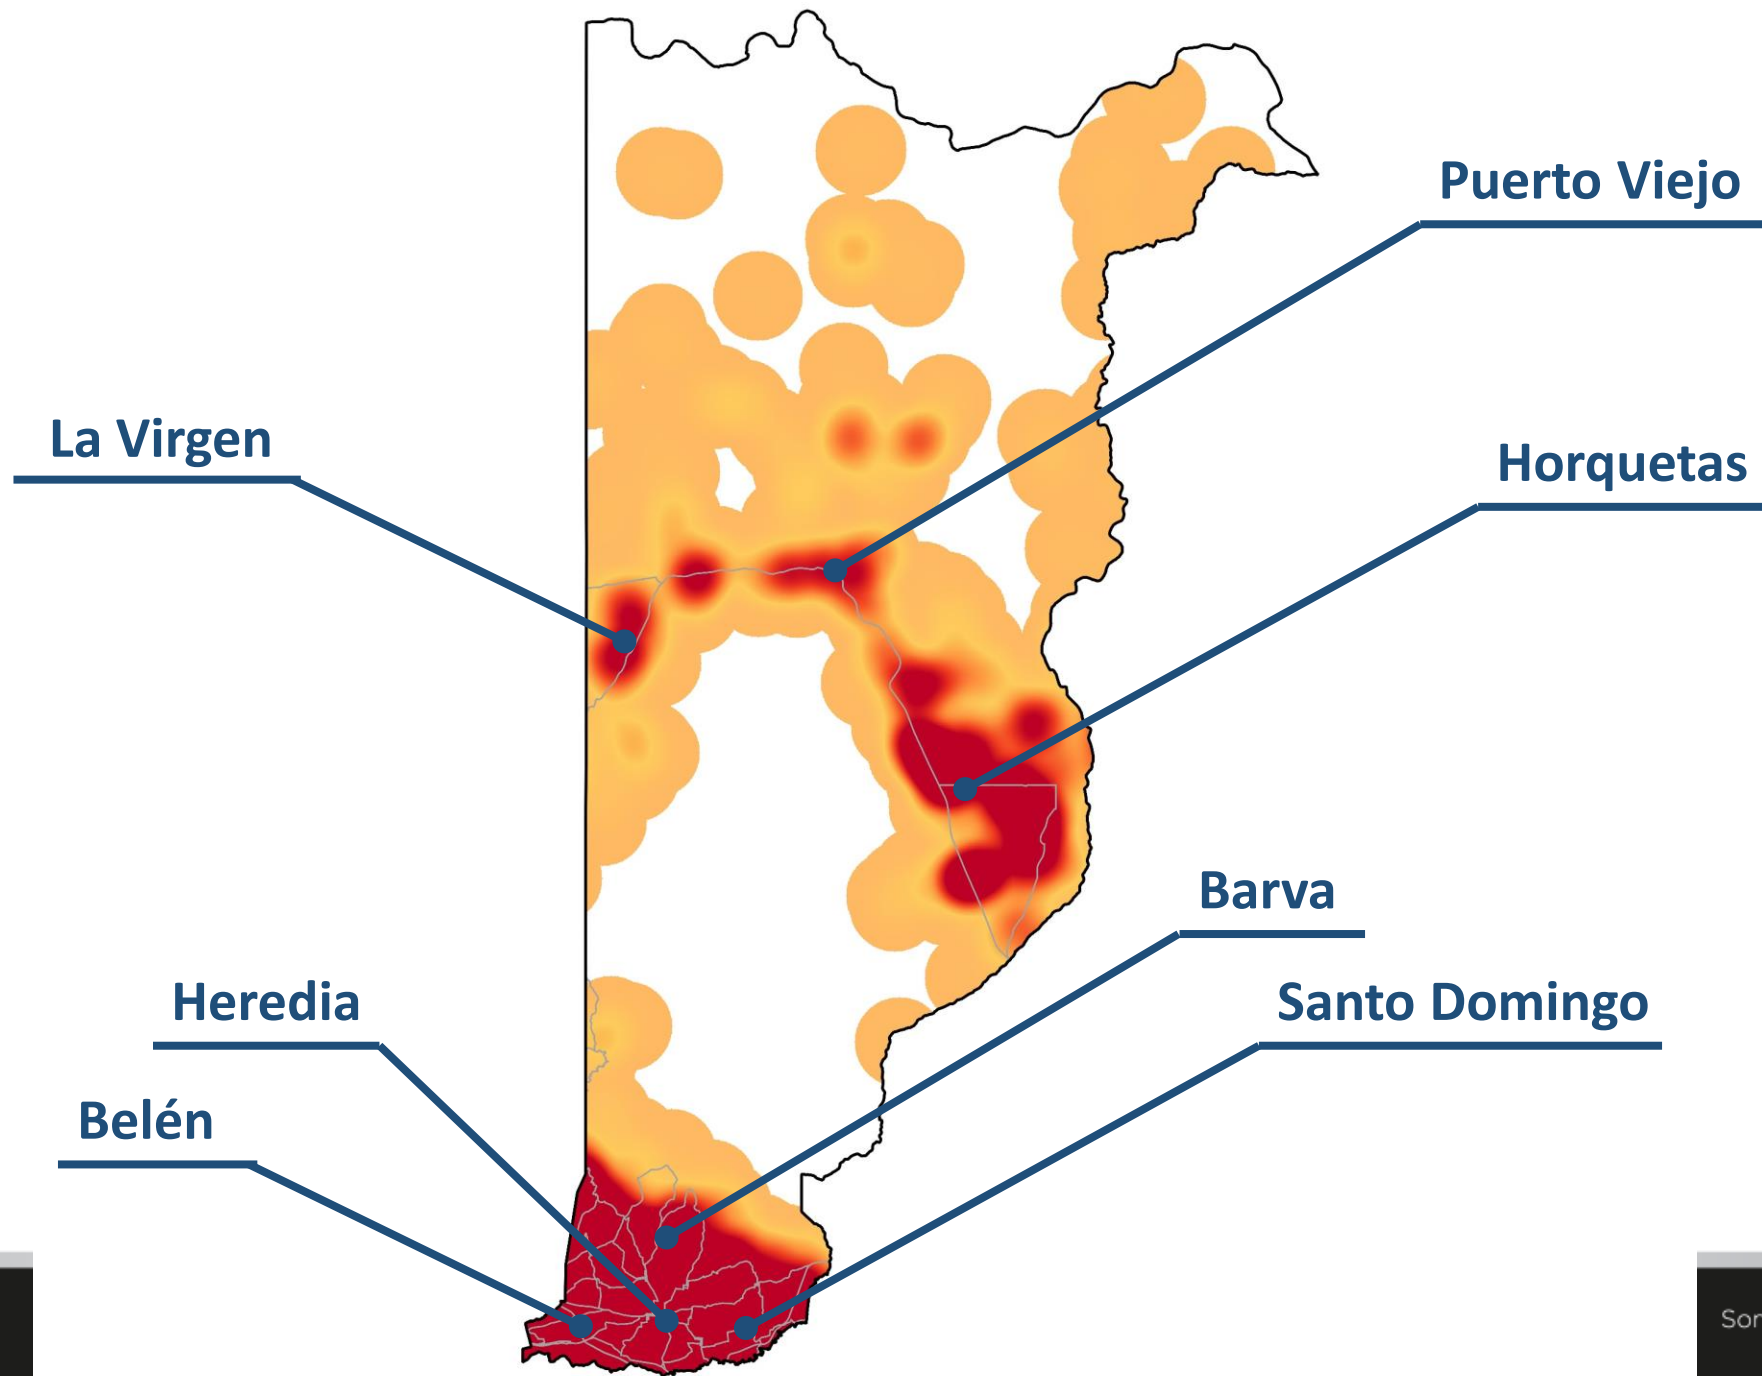 Puerto Viejo
La Virgen
Horquetas
Barva
Heredia
Santo Domingo
Belén